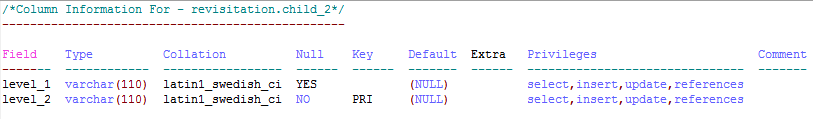 /*Column Information For - revisitation.child_2*/
-----------------------------------------------
Field    Type          Collation          Null    Key     Default  Extra   Privileges                       Comment
-------  ------------  -----------------  ------  ------  -------  ------  -------------------------------  -------
level_1  varchar(110)  latin1_swedish_ci  YES             (NULL)           select,insert,update,references
level_2  varchar(110)  latin1_swedish_ci  NO      PRI     (NULL)           select,insert,update,references